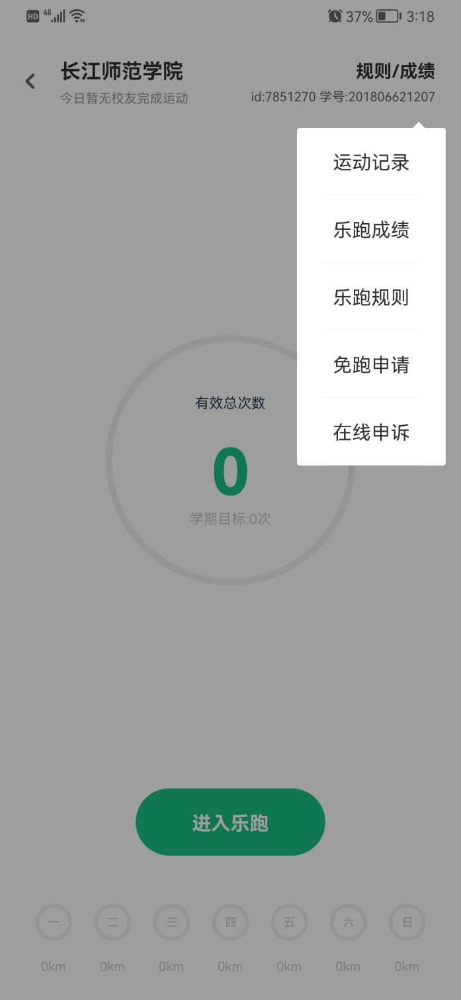 HD 4G 37% 3:18
长江师范学院
规则/成绩
今日暂无校友完成运动
id:7851270 学号:201806621207
运动记录
乐跑成绩
乐跑规则
免跑申请
在线申诉
有效总次数
0
学期目标:0次
进入乐跑
一 二 三 四 五 六 日
0km 0km 0km 0km 0km 0km 0km